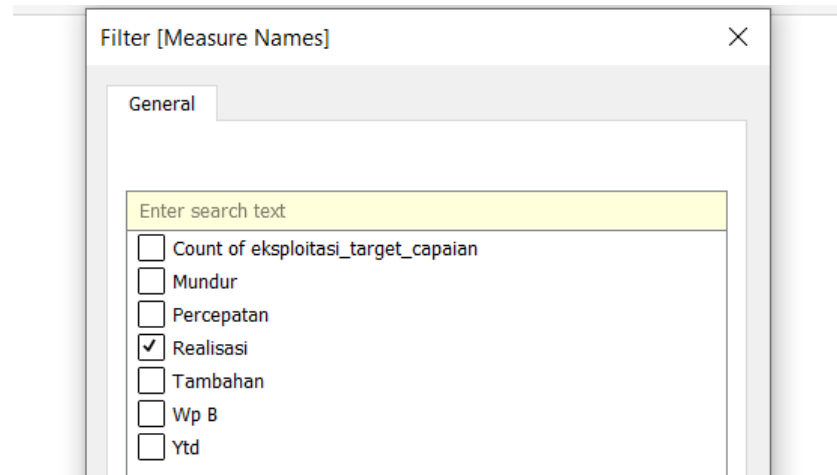 Filter [Measure Names]
General
Enter search text
Count of eksploitasi_target_capaian
Mundur
Percepatan
Realisasi
Tambahan
Wp B
Ytd